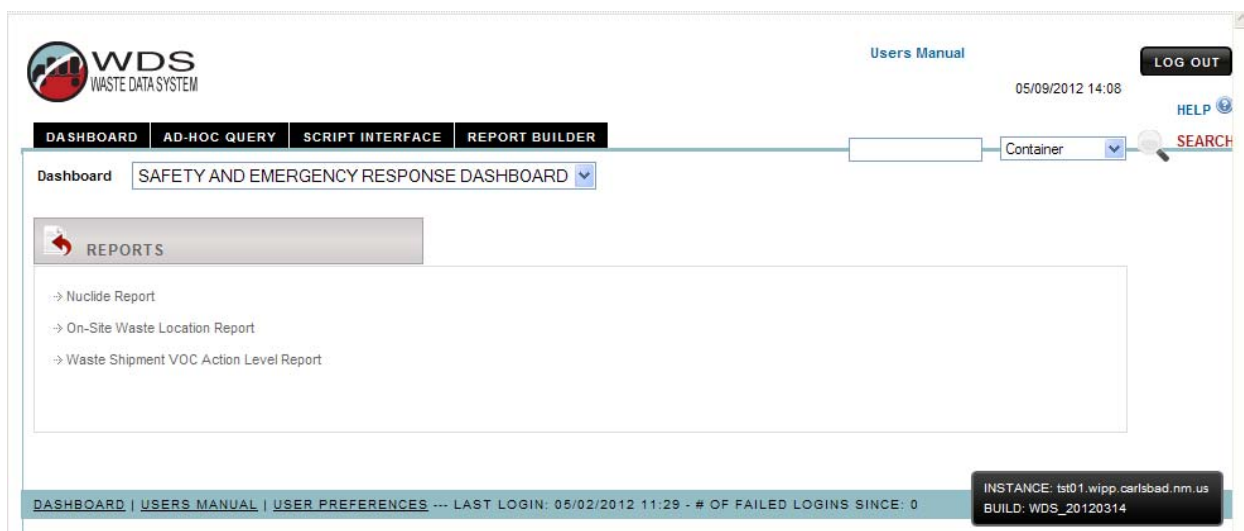 WDS
WASTE DATA SYSTEM
Users Manual
LOG OUT
05/09/2012 14:08
HELP
DASHBOARD AD-HOC QUERY SCRIPT INTERFACE REPORT BUILDER
Container
SEARCH
Dashboard SAFETY AND EMERGENCY RESPONSE DASHBOARD
REPORTS
Nuclide Report
On-Site Waste Location Report
Waste Shipment VOC Action Level Report
DASHBOARD | USERS MANUAL | USER PREFERENCES --- LAST LOGIN: 05/02/2012 11:29 - # OF FAILED LOGINS SINCE: 0
INSTANCE: tst01.wipp.carlsbad.nm.us
BUILD: WDS_20120314